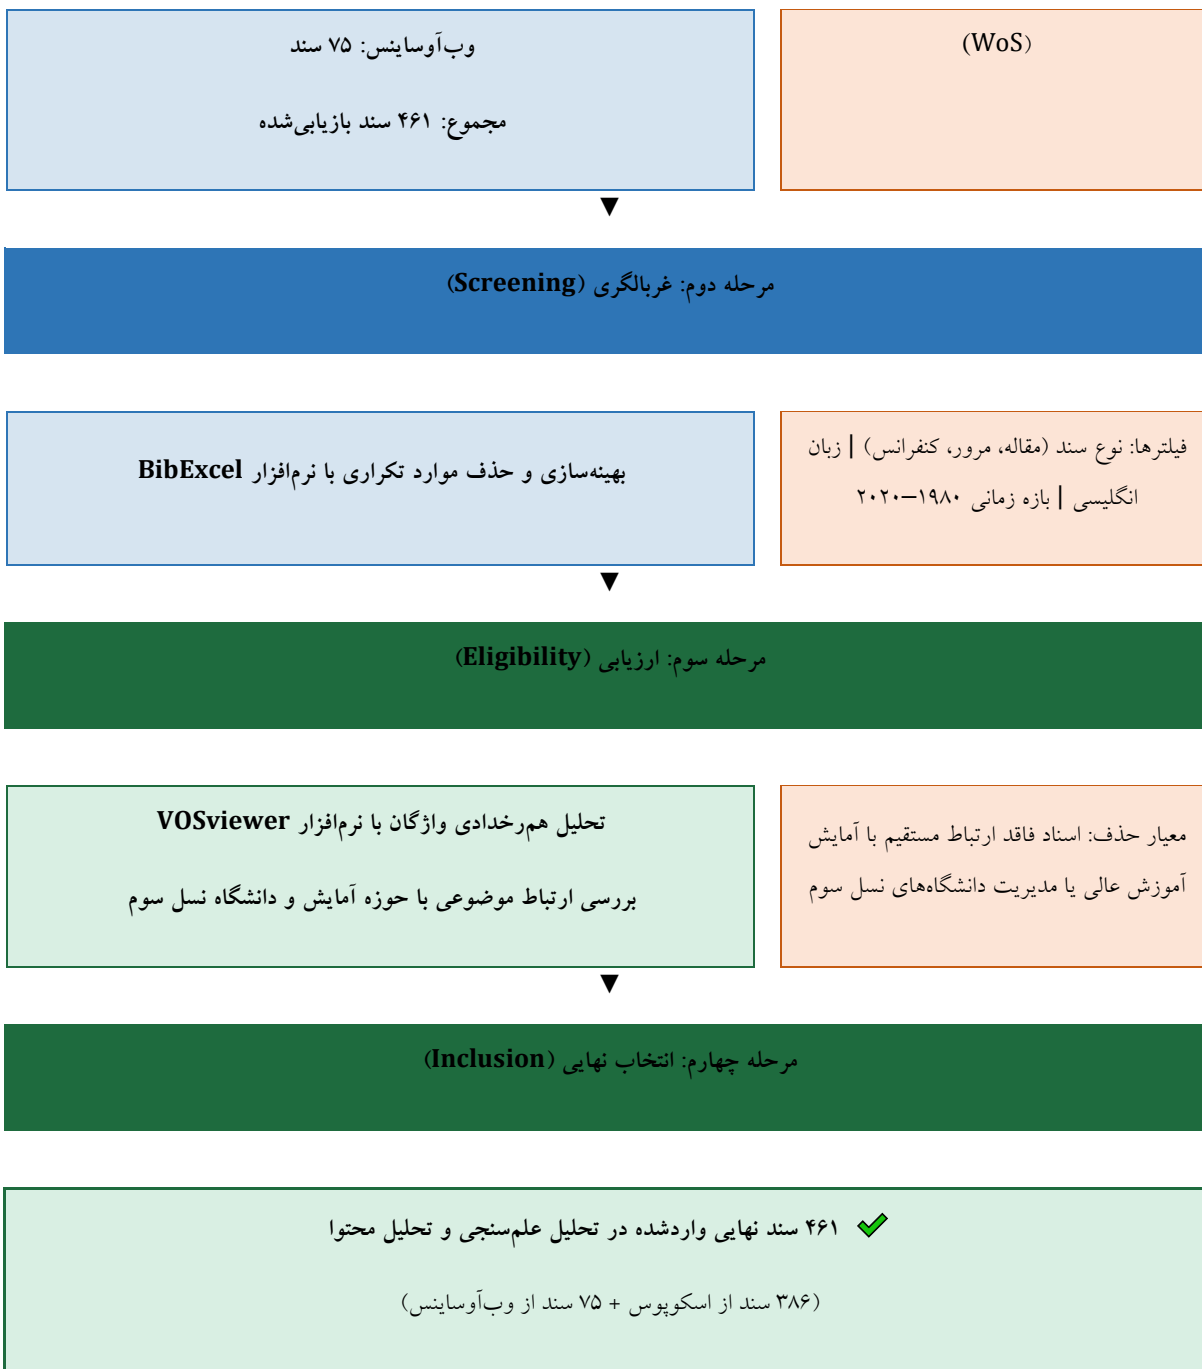 (WoS)
وب‌آوساینس: ۷۵ سند
مجموع: ۴۶۱ سند بازیابی‌شده
▼
مرحله دوم: غربالگری (Screening)
فیلترها: نوع سند (مقاله، مرور، کنفرانس) | زبان
انگلیسی | بازه زمانی ۱۹۸۰–۲۰۲۰
بهینه‌سازی و حذف موارد تکراری با نرم‌افزار BibExcel
▼
مرحله سوم: ارزیابی (Eligibility)
معیار حذف: اسناد فاقد ارتباط مستقیم با آمایش
آموزش عالی یا مدیریت دانشگاه‌های نسل سوم
تحلیل هم‌رخدادی واژگان با نرم‌افزار VOSviewer
بررسی ارتباط موضوعی با حوزه آمایش و دانشگاه نسل سوم
▼
مرحله چهارم: انتخاب نهایی (Inclusion)
✔ ۴۶۱ سند نهایی واردشده در تحلیل علم‌سنجی و تحلیل محتوا
(۳۸۶ سند از اسکوپوس + ۷۵ سند از وب‌آوساینس)